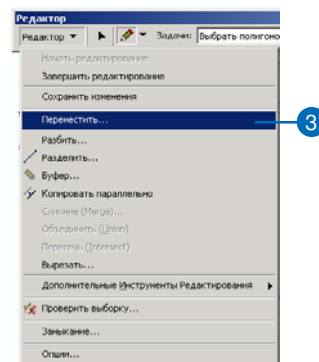 Редактор
Редактор Задача: Выбрать полигоно
Начать редактирование
Завершить редактирование
Сохранить изменения
Переместить... 3
Разбить...
Разделить...
Буфер...
Копировать параллельно
Слияние (Merge)...
Объединить (Union)
Пересечь (Intersect)
Вырезать...
Дополнительные Инструменты Редактирования
Проверить выборку...
Замыкание...
Опции...